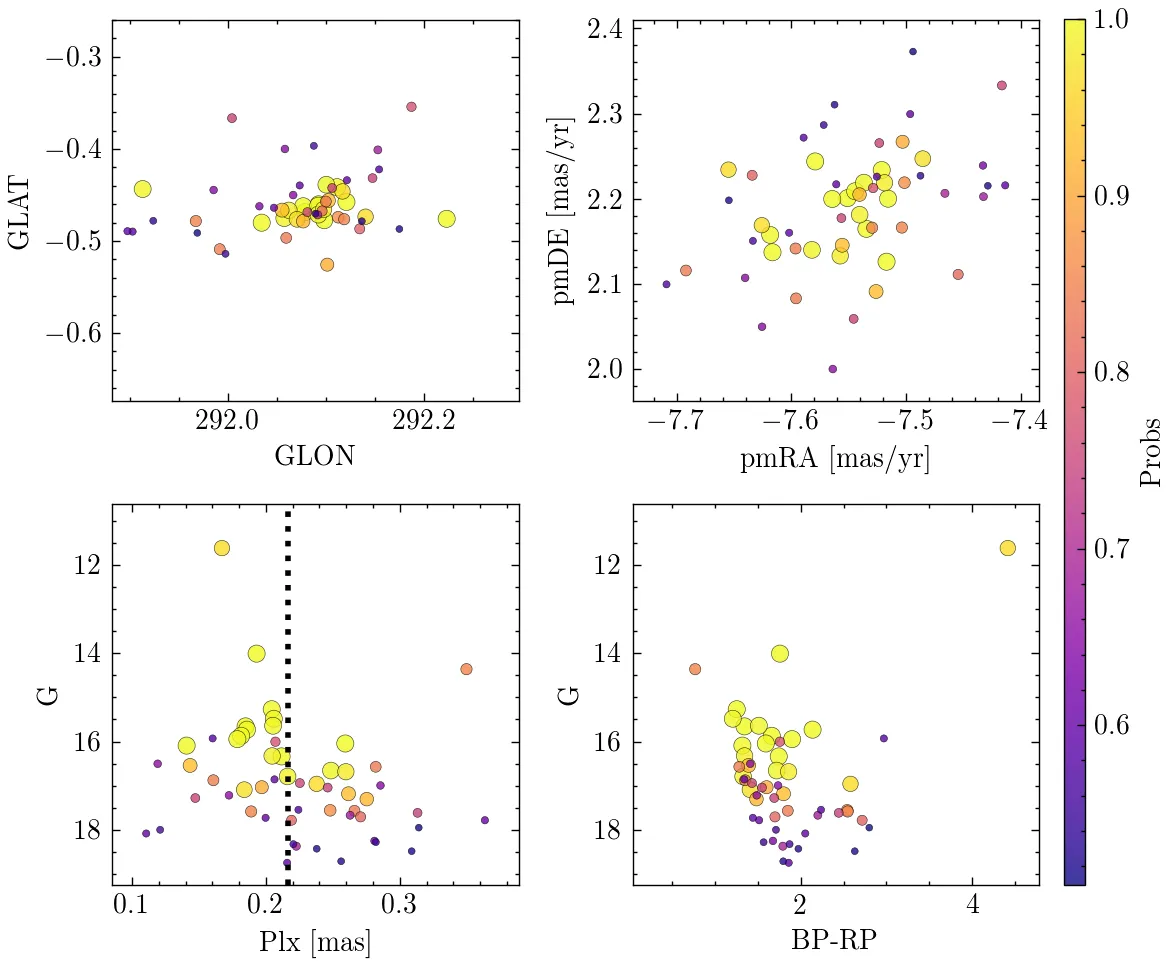 −0.3
−0.4
−0.5
−0.6
GLAT
292.0 292.2
GLON
2.4
2.3
2.2
2.1
2.0
pmDE [mas/yr]
−7.7 −7.6 −7.5 −7.4
pmRA [mas/yr]
12
14
16
18
G
0.1 0.2 0.3
Plx [mas]
12
14
16
18
G
2 4
BP-RP
1.0
0.9
0.8
0.7
0.6
Probs